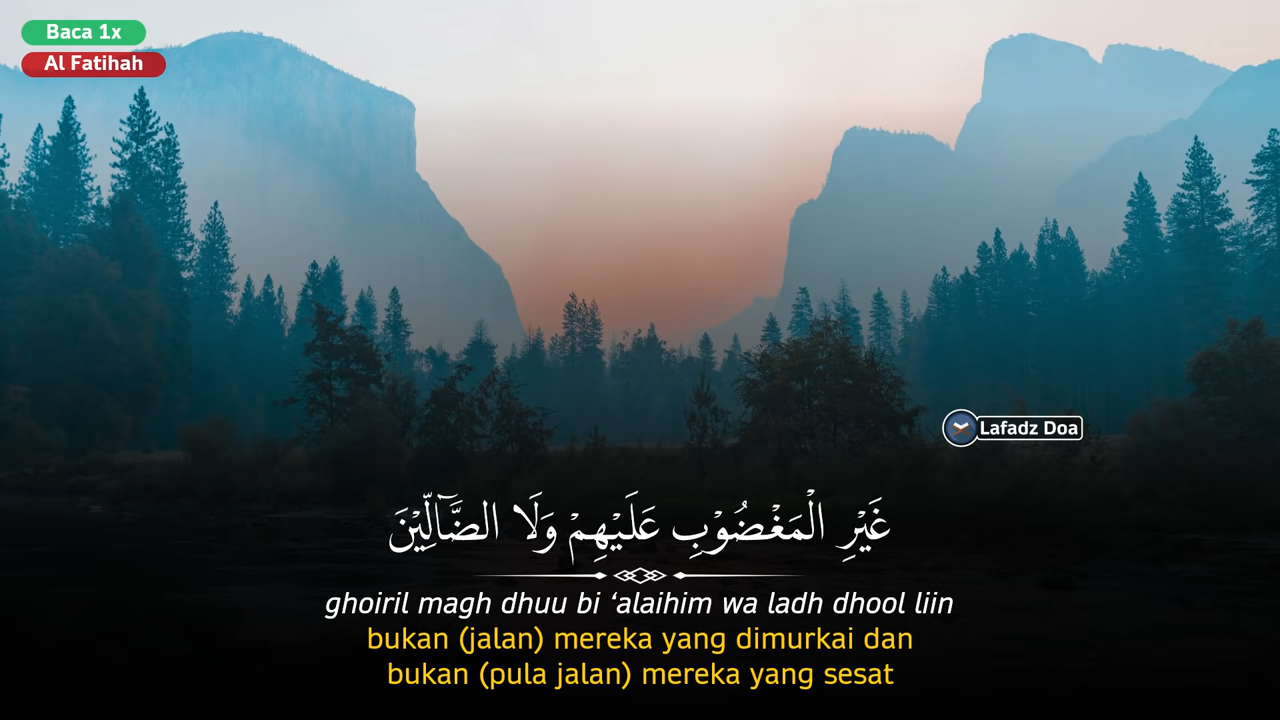 Baca 1x
Al Fatihah
Lafadz Doa
غَيْرِ الْمَغْضُوْبِ عَلَيْهِمْ وَلَا الضَّآلِّيْنَ
ghoiril magh dhuu bi ‘alaihim wa ladh dhool liin
bukan (jalan) mereka yang dimurkai dan
bukan (pula jalan) mereka yang sesat